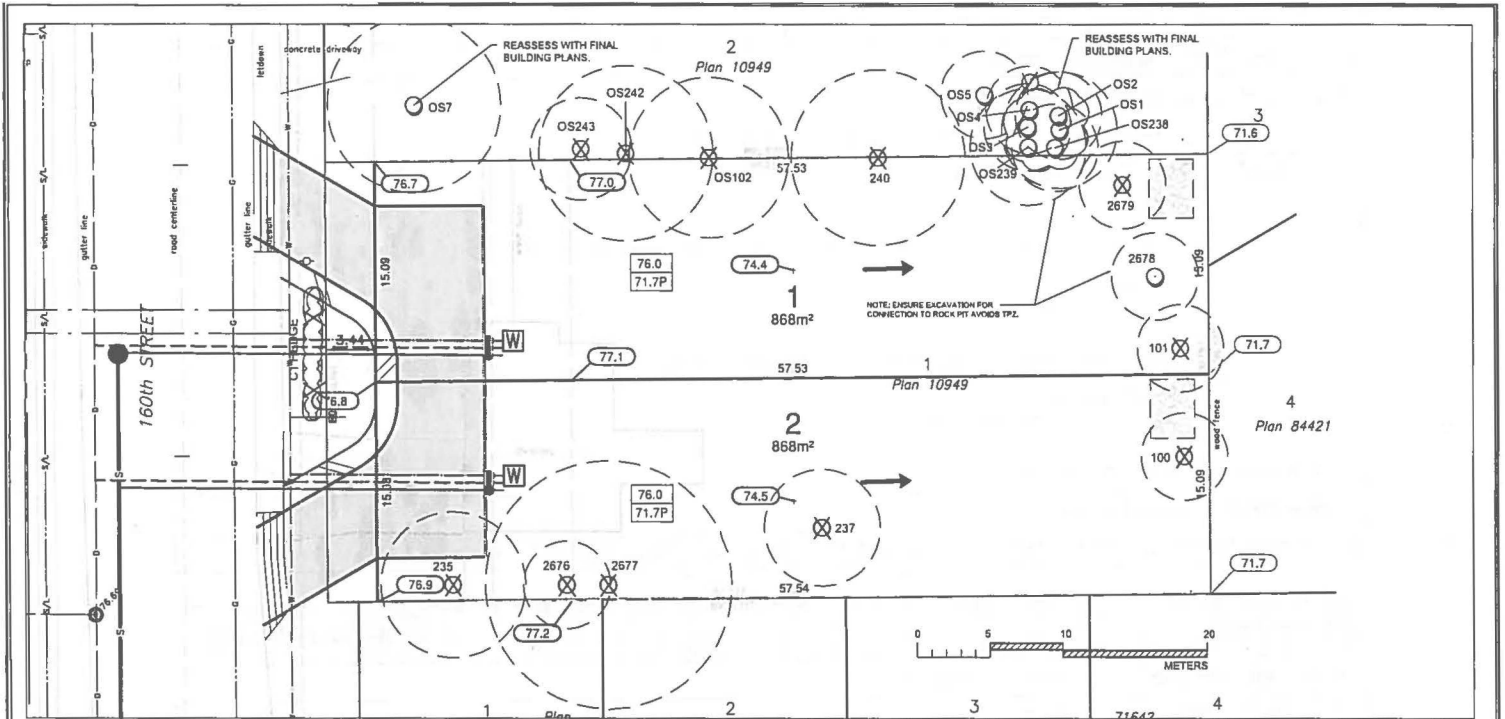 S/L
sidewalk
S/L
S/L
gutter line
D
D
D
D
D
road centerline
G
G
G
G
gutter line
letdown
W
W
W
concrete driveway
REASSESS WITH FINAL
BUILDING PLANS.
OS7
2
Plan 10949
OS243
OS242
OS102
57.53
240
REASSESS WITH FINAL
BUILDING PLANS.
OS5
OS4
OS3
OS239
OS2
OS1
OS238
2679
3
71.6
76.7
77.0
15.09
76.0
71.7P
74.4
1
868m²
NOTE: ENSURE EXCAVATION FOR
CONNECTION TO ROCK PIT AVOIDS TPZ.
2678
15.09
101
71.7
160th STREET
HEDGE
3.44
W
77.1
57.53
1
Plan 10949
76.8
2
868m²
wood fence
4
Plan 84421
100
15.09
W
76.0
71.7P
74.5
237
S
S
76.6
235
76.9
2676
2677
77.2
57.54
71.7
0 5 10 20
METERS
1
Plan
2
3
71642
4